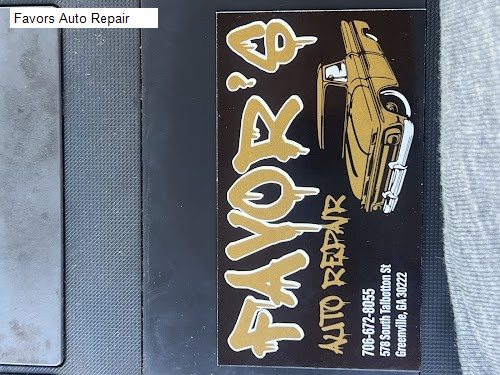 Favors Auto Repair
FAVOR'S
AUTO REPAIR
706-672-8055
578 South Talbotton St
Greenville, GA 30222